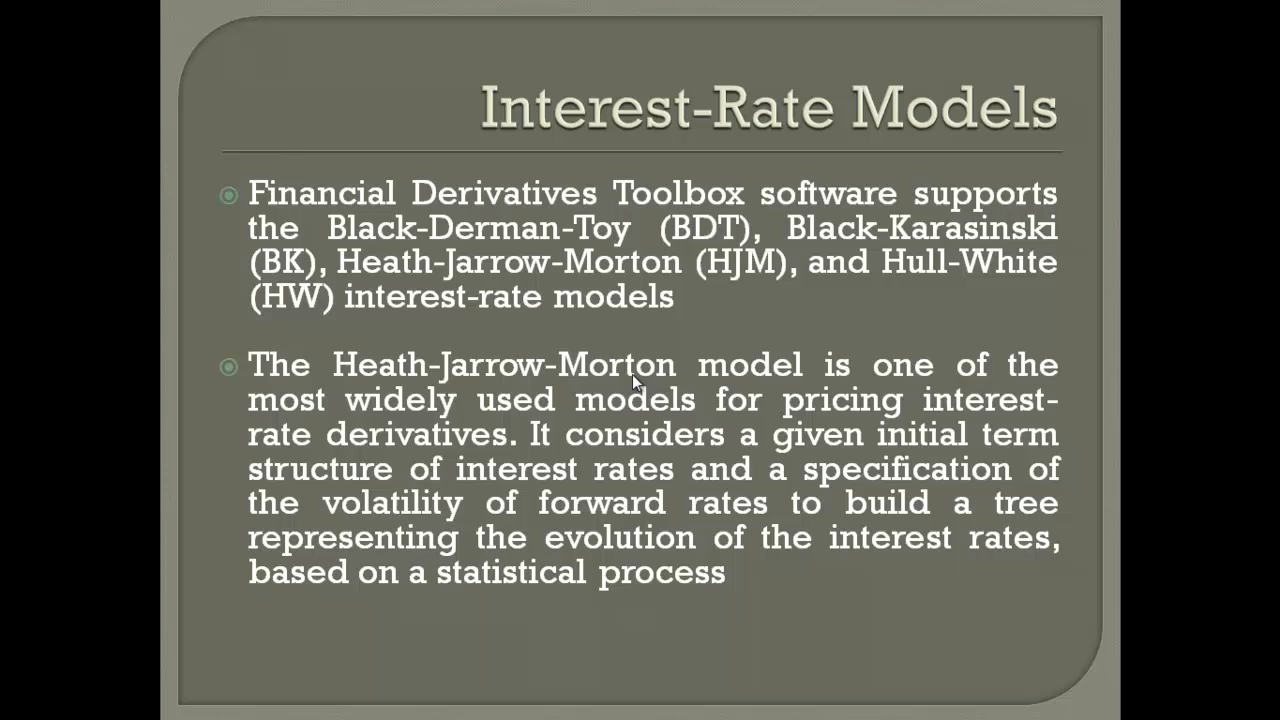 Interest-Rate Models
Financial Derivatives Toolbox software supports
the Black-Derman-Toy (BDT), Black-Karasinski
(BK), Heath-Jarrow-Morton (HJM), and Hull-White
(HW) interest-rate models
The Heath-Jarrow-Morton model is one of the
most widely used models for pricing interest-
rate derivatives. It considers a given initial term
structure of interest rates and a specification of
the volatility of forward rates to build a tree
representing the evolution of the interest rates,
based on a statistical process